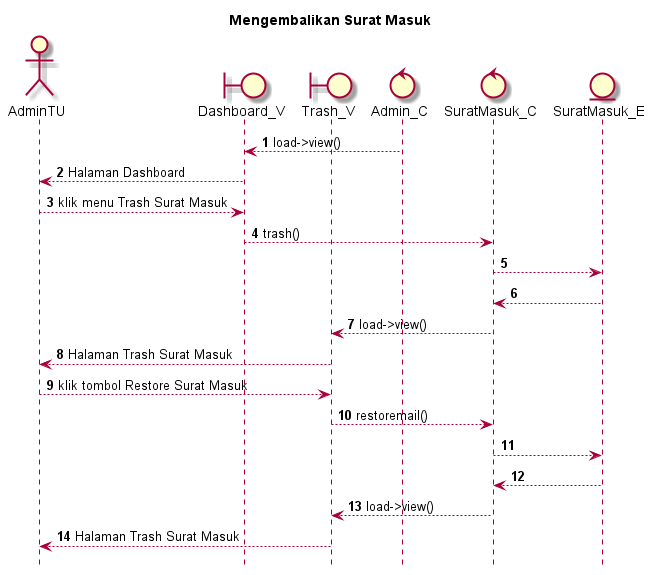 Mengembalikan Surat Masuk
AdminTU
Dashboard_V
Trash_V
Admin_C
SuratMasuk_C
SuratMasuk_E
1 load->view()
2 Halaman Dashboard
3 klik menu Trash Surat Masuk
4 trash()
5
6
7 load->view()
8 Halaman Trash Surat Masuk
9 klik tombol Restore Surat Masuk
10 restoremail()
11
12
13 load->view()
14 Halaman Trash Surat Masuk